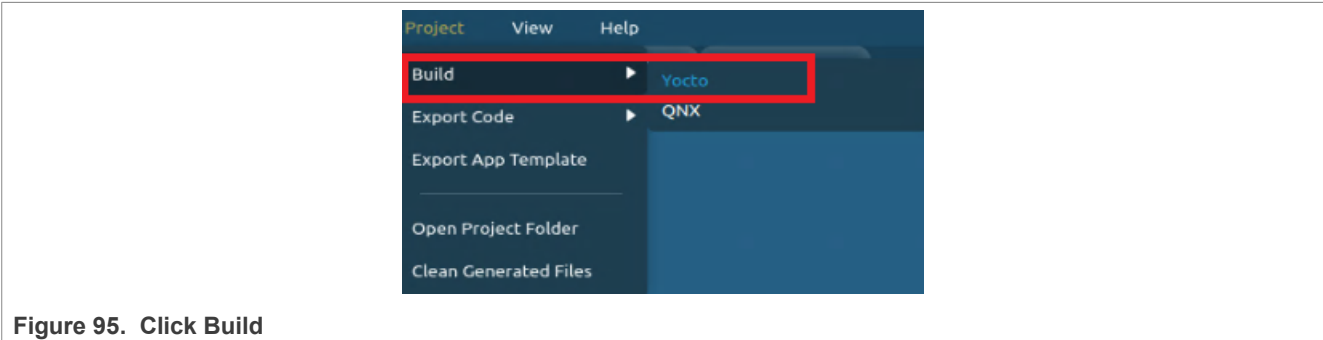 Project View Help
Build Yocto
Export Code QNX
Export App Template
Open Project Folder
Clean Generated Files
Figure 95. Click Build